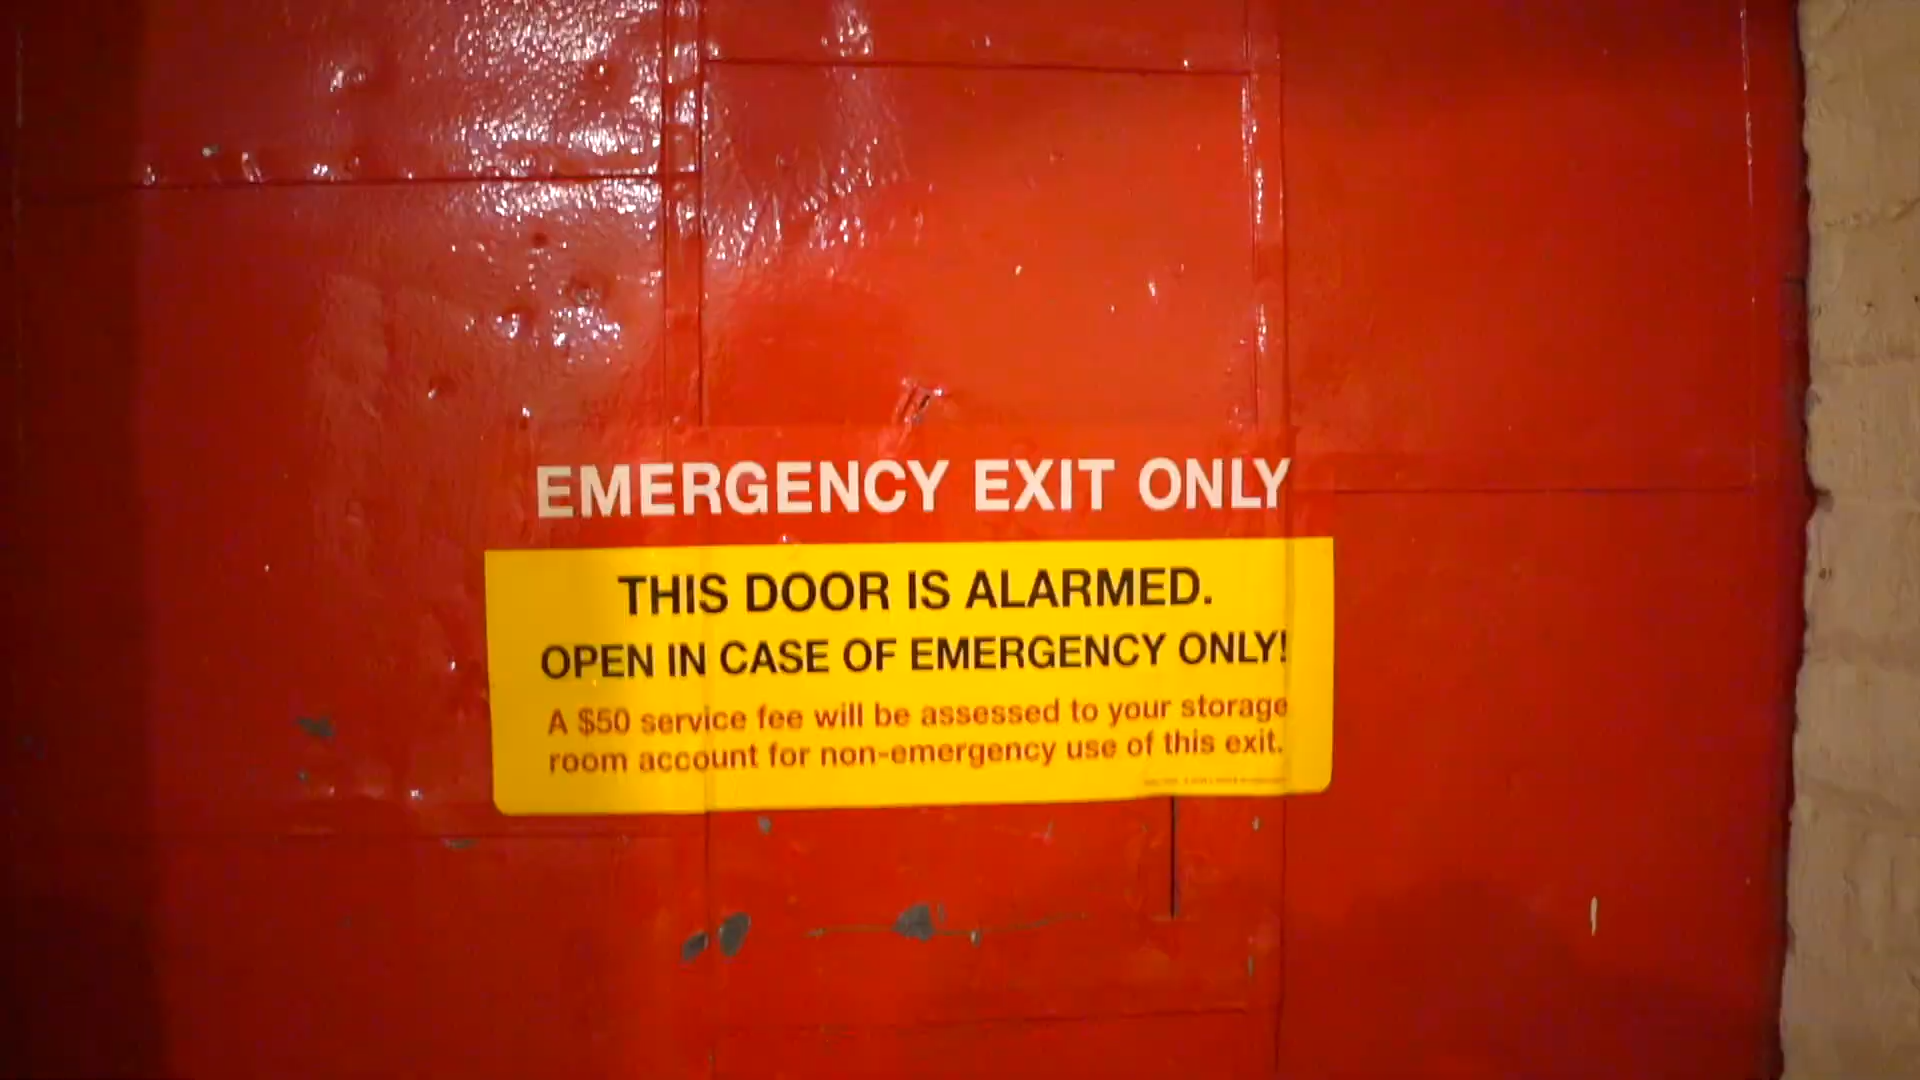 EMERGENCY EXIT ONLY
THIS DOOR IS ALARMED.
OPEN IN CASE OF EMERGENCY ONLY!
A $50 service fee will be assessed to your storage
room account for non-emergency use of this exit.